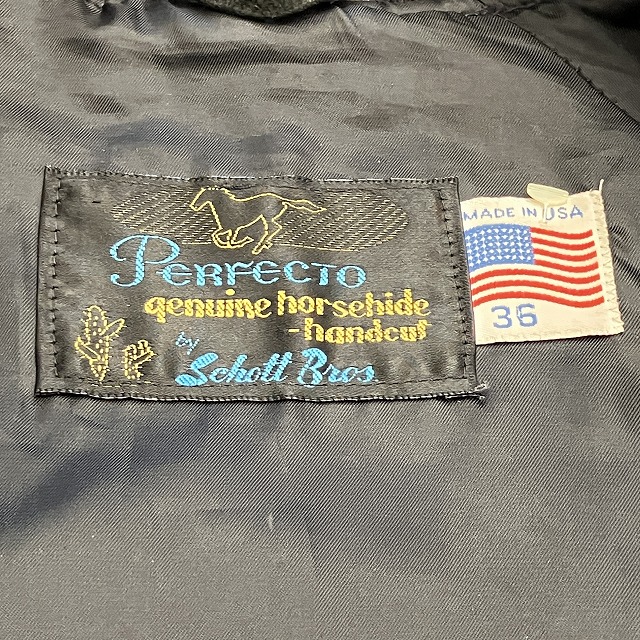 PERFECTO
genuine horsehide
-handcut
by Schott Bros
MADE IN USA
36